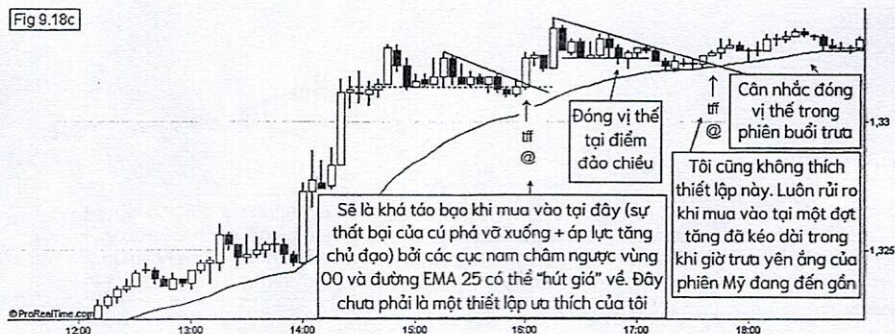 Fig 9.18c
tff
@
Đóng vị thế
tại điểm
đảo chiều
tff
@
Cân nhắc đóng
vị thế trong
phiên buổi trưa
1,33
Sẽ là khá táo bạo khi mua vào tại đây (sự
thất bại của cú phá vỡ xuống + áp lực tăng
chủ đạo) bởi các cục nam châm ngược vùng
00 và đường EMA 25 có thể “hút giá” về. Đây
chưa phải là một thiết lập ưa thích của tôi
Tôi cũng không thích
thiết lập này. Luôn rủi ro
khi mua vào tại một đợt
tăng đã kéo dài trong
khi giờ trưa yên ắng của
phiên Mỹ đang đến gần
1,325
©ProRealTime.com
12:00 13:00 14:00 15:00 16:00 17:00 18:00